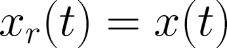 x_r(t) = x(t)